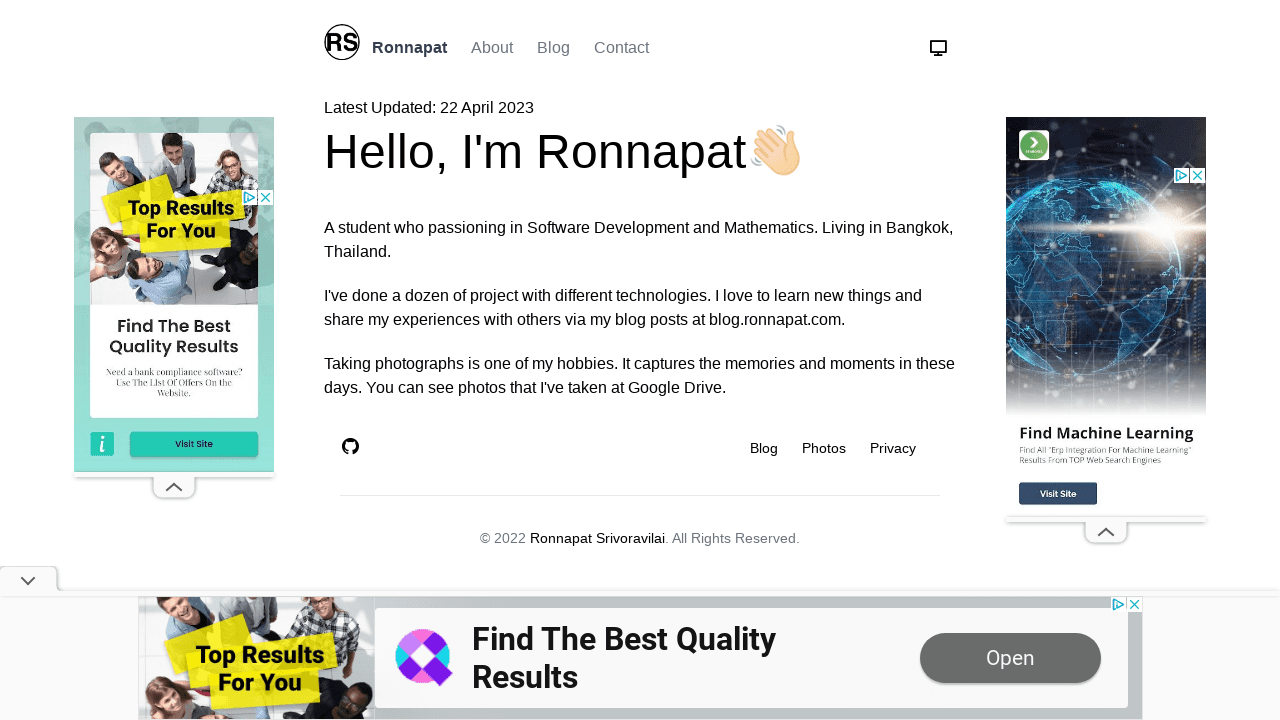 RS
Ronnapat About Blog Contact
Latest Updated: 22 April 2023
Hello, I'm Ronnapat
A student who passioning in Software Development and Mathematics. Living in Bangkok,
Thailand.
I've done a dozen of project with different technologies. I love to learn new things and
share my experiences with others via my blog posts at blog.ronnapat.com.
Taking photographs is one of my hobbies. It captures the memories and moments in these
days. You can see photos that I've taken at Google Drive.
Blog Photos Privacy
© 2022 Ronnapat Srivoravilai. All Rights Reserved.
Top Results
For You
Find The Best
Quality Results
Need a bank compliance software?
Use The List Of Offers On the
Website.
i
Visit Site
Find Machine Learning
Find All "Erp Integration For Machine Learning"
Results From TOP Web Search Engines
Visit Site
Top Results
For You
Find The Best Quality
Results
Open